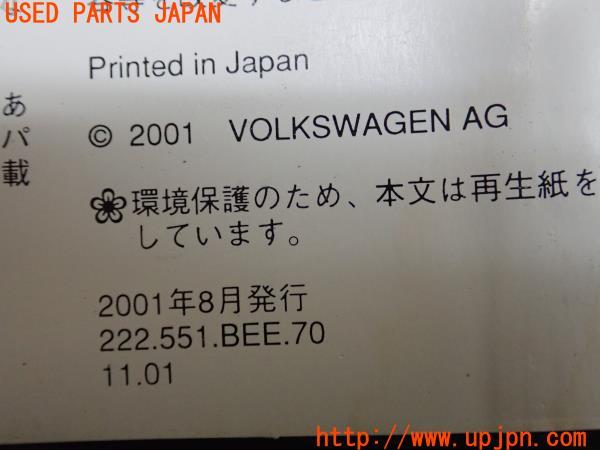 USED PARTS JAPAN
Printed in Japan
あ
パ
載
© 2001 VOLKSWAGEN AG
環境保護のため、本文は再生紙を
しています。
2001年8月発行
222.551.BEE.70
11.01
http://www.upjpn.com/